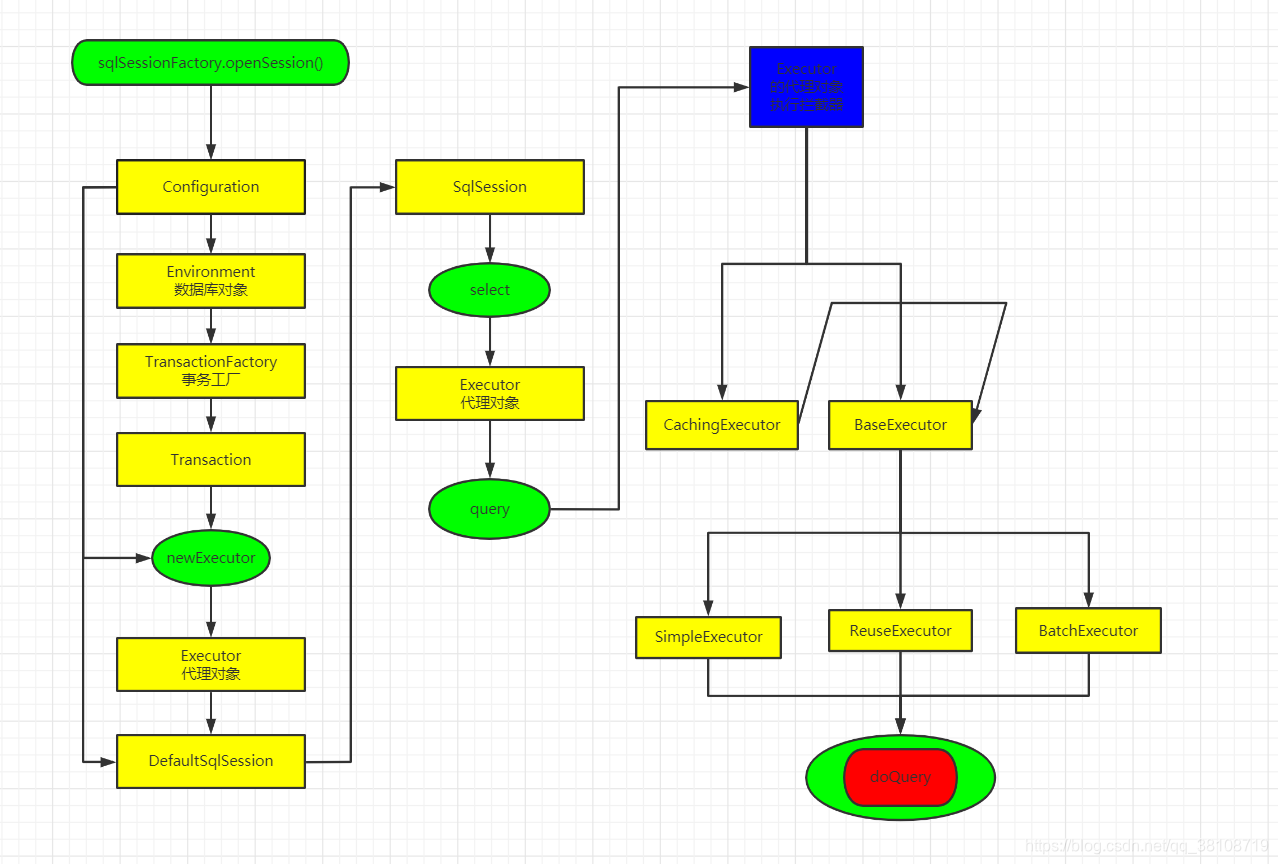 sqlSessionFactory.openSession()
Configuration
Environment
数据库对象
TransactionFactory
事务工厂
Transaction
newExecutor
Executor
代理对象
DefaultSqlSession
SqlSession
select
Executor
代理对象
query
Executor
的代理对象
执行拦截器
CachingExecutor
BaseExecutor
SimpleExecutor
ReuseExecutor
BatchExecutor
doQuery
https://blog.csdn.net/qq_38108719